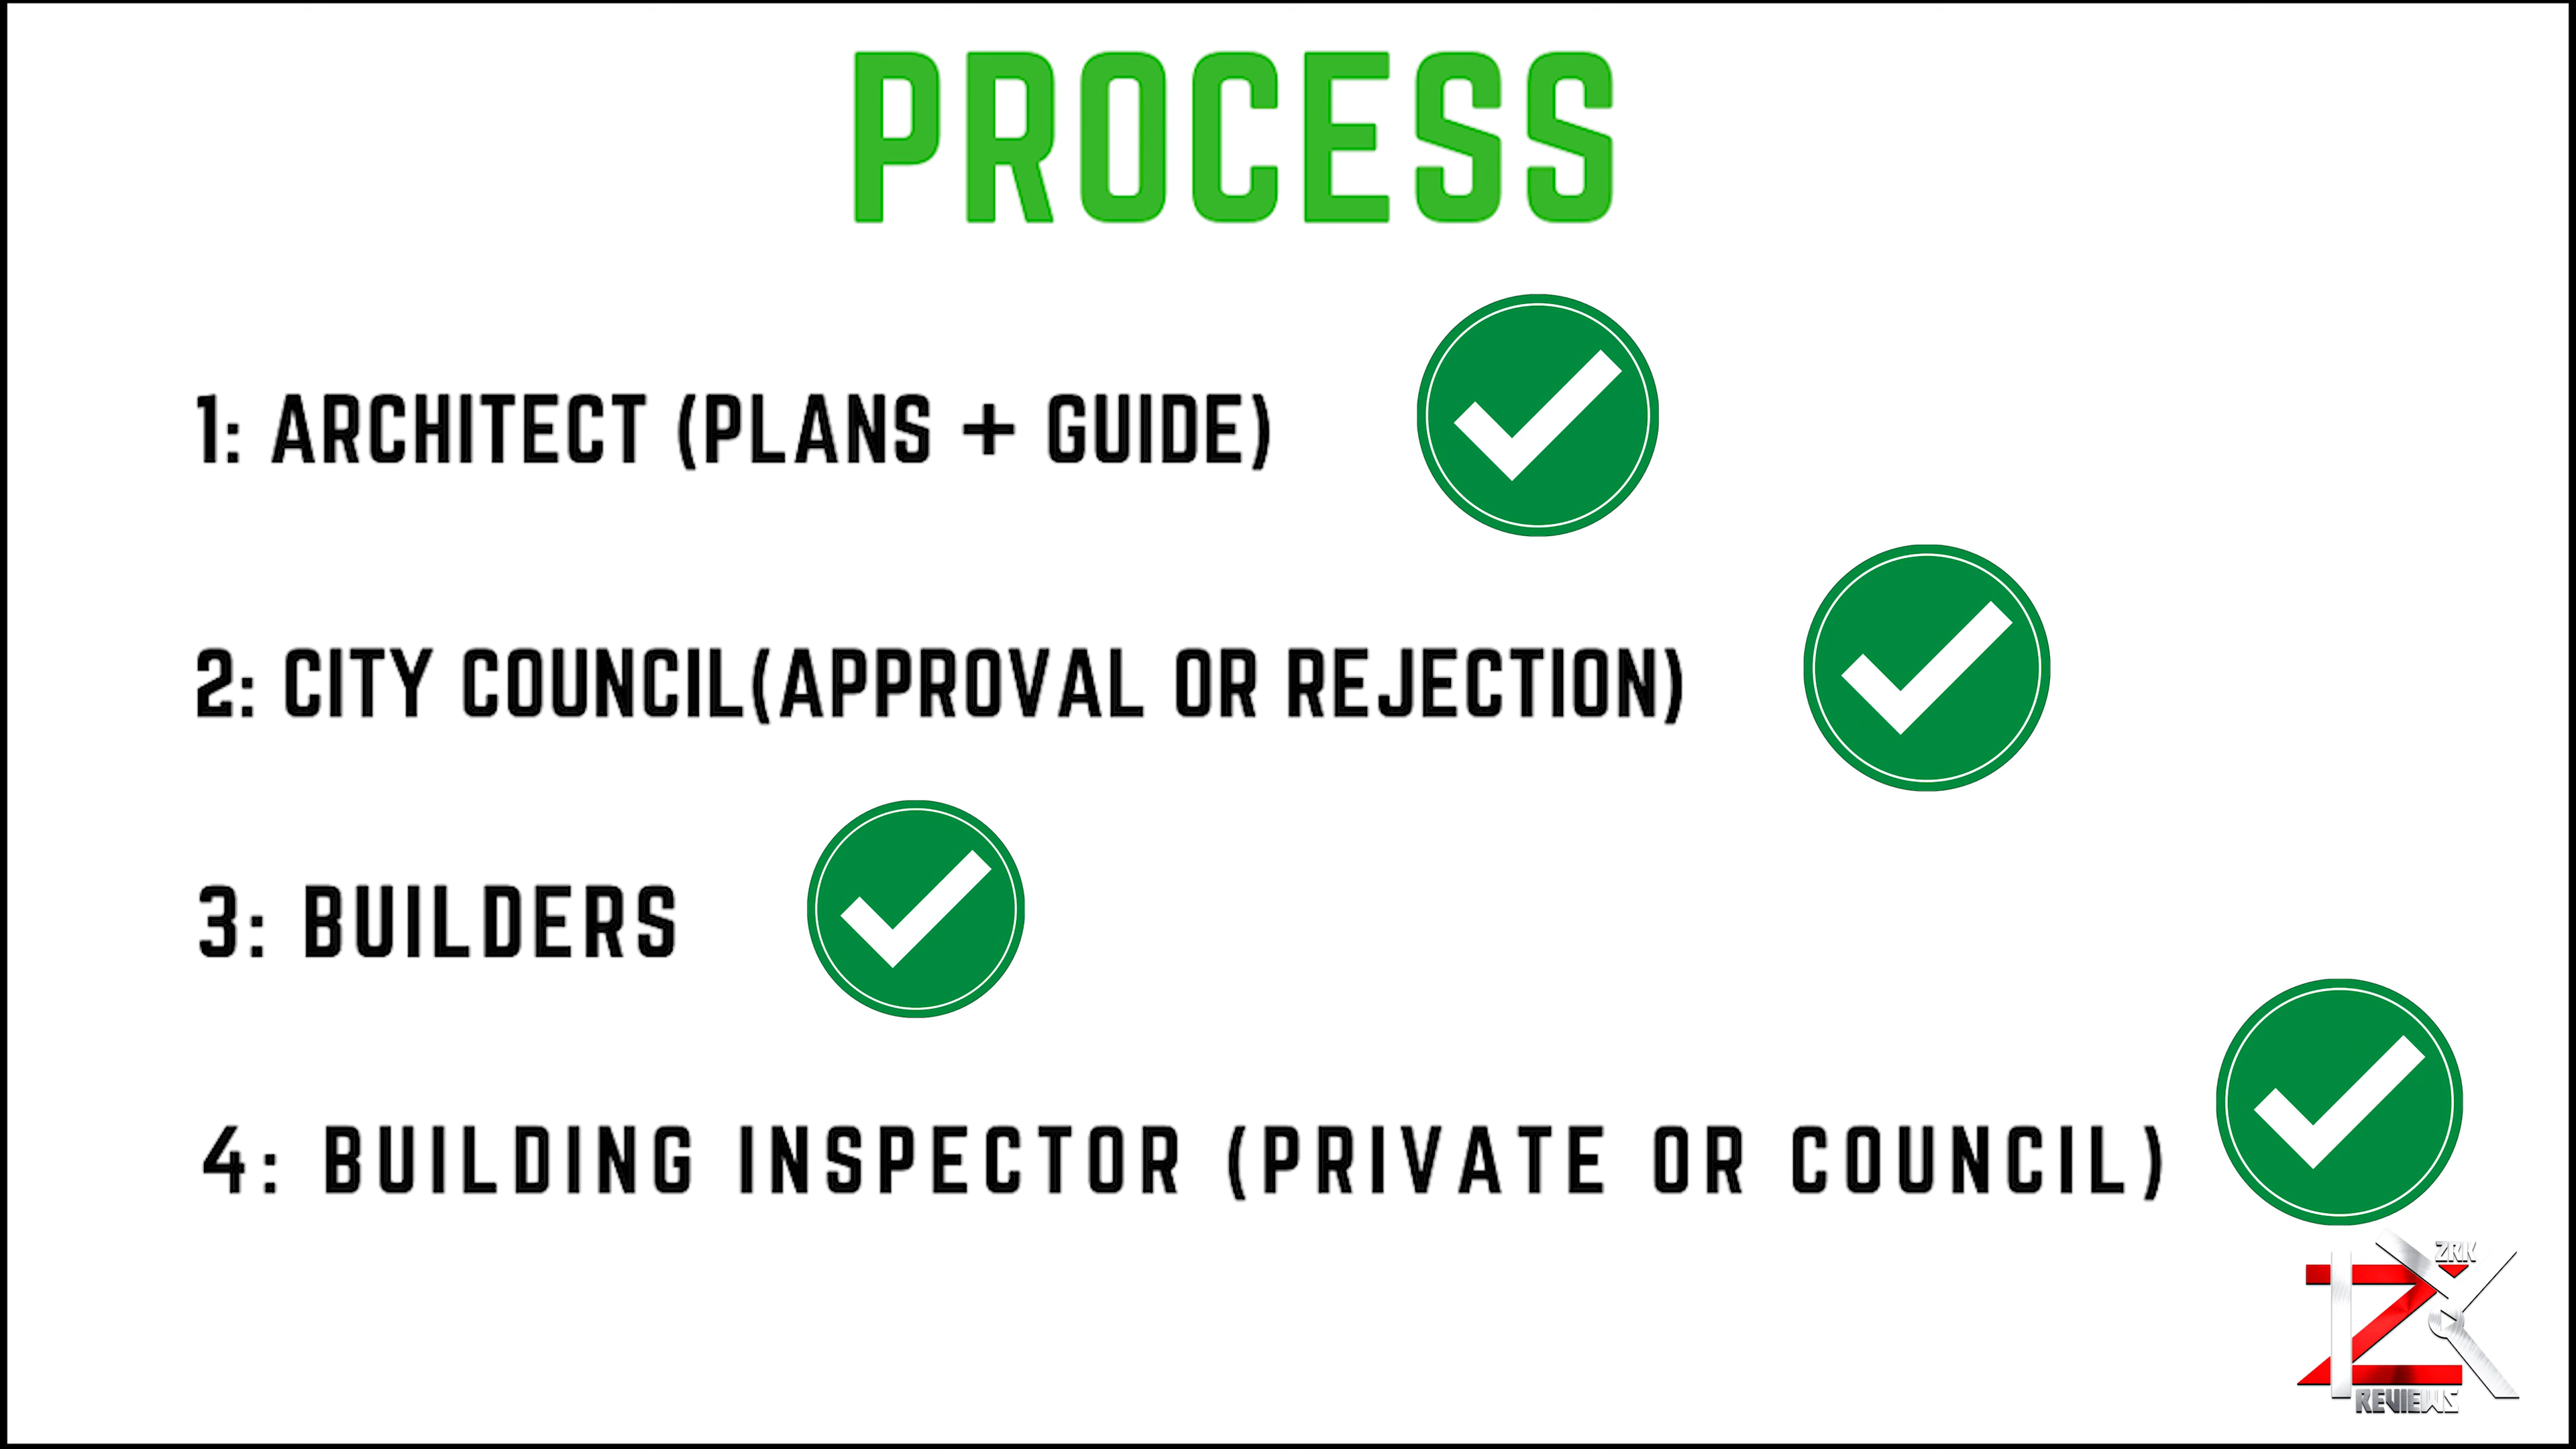 PROCESS
1: ARCHITECT (PLANS + GUIDE)
2: CITY COUNCIL(APPROVAL OR REJECTION)
3: BUILDERS
4: BUILDING INSPECTOR (PRIVATE OR COUNCIL)
ZRK
REVIEWS